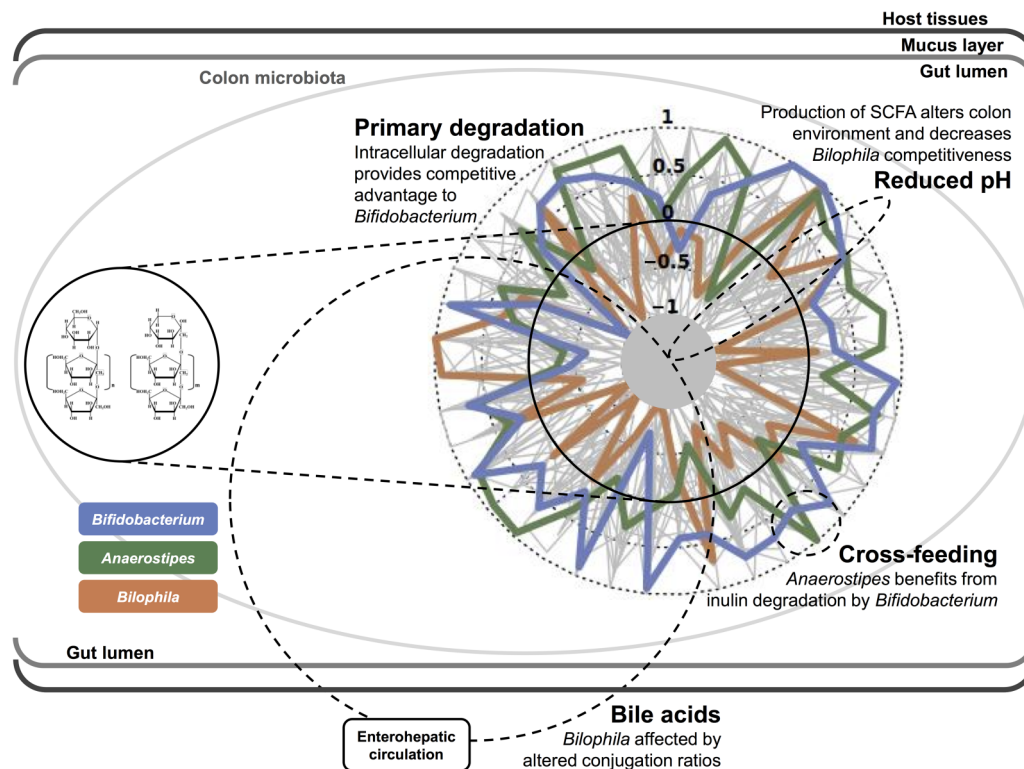 Host tissues
Mucus layer
Gut lumen
Colon microbiota
Primary degradation
Intracellular degradation
provides competitive
advantage to
Bifidobacterium
Production of SCFA alters colon
environment and decreases
Bilophila competitiveness
Reduced pH
1
0.5
0
−0.5
−1
Bifidobacterium
Anaerostipes
Bilophila
Cross-feeding
Anaerostipes benefits from
inulin degradation by Bifidobacterium
Gut lumen
Enterohepatic
circulation
Bile acids
Bilophila affected by
altered conjugation ratios